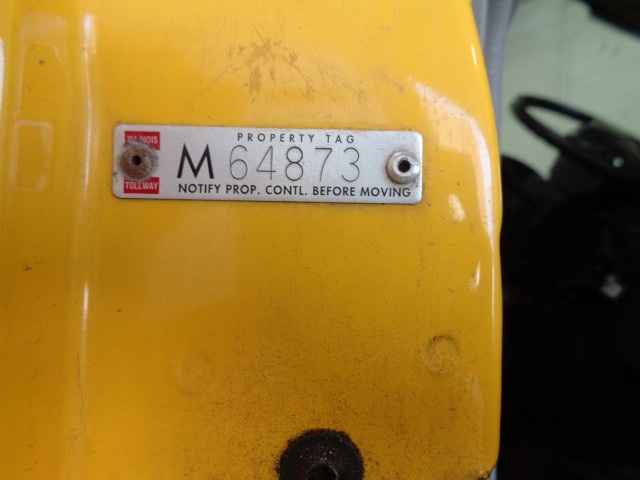 ILLINOIS
PROPERTY TAG
M 64873
TOLLWAY
NOTIFY PROP. CONTL. BEFORE MOVING